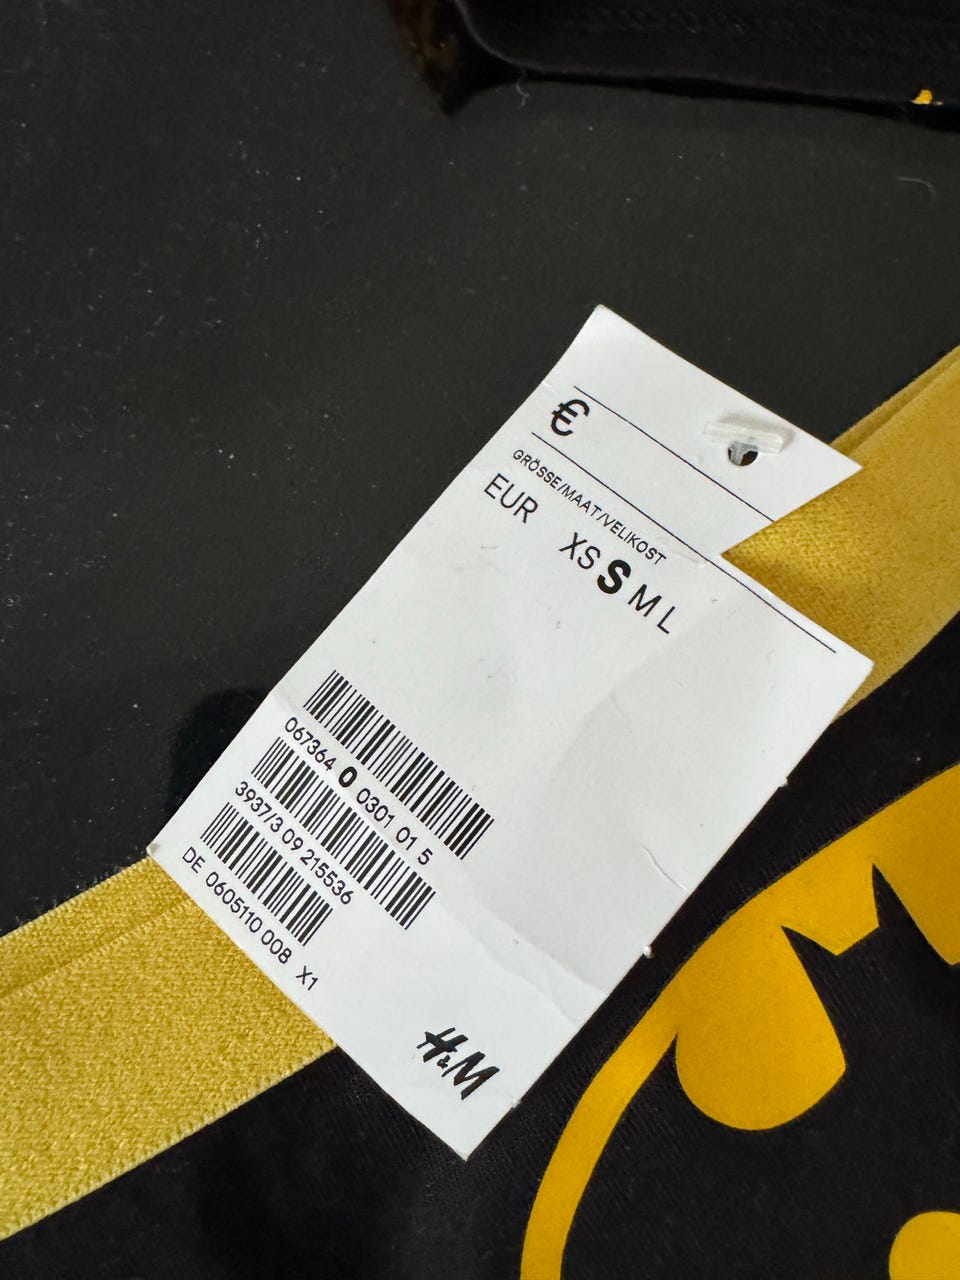 €
GRÖSSE/MAAT/VELIKOST
EUR XS S M L
067364 0 0301 01 5
3937/3 09 215536
DE 0605110 008 X1
H&M